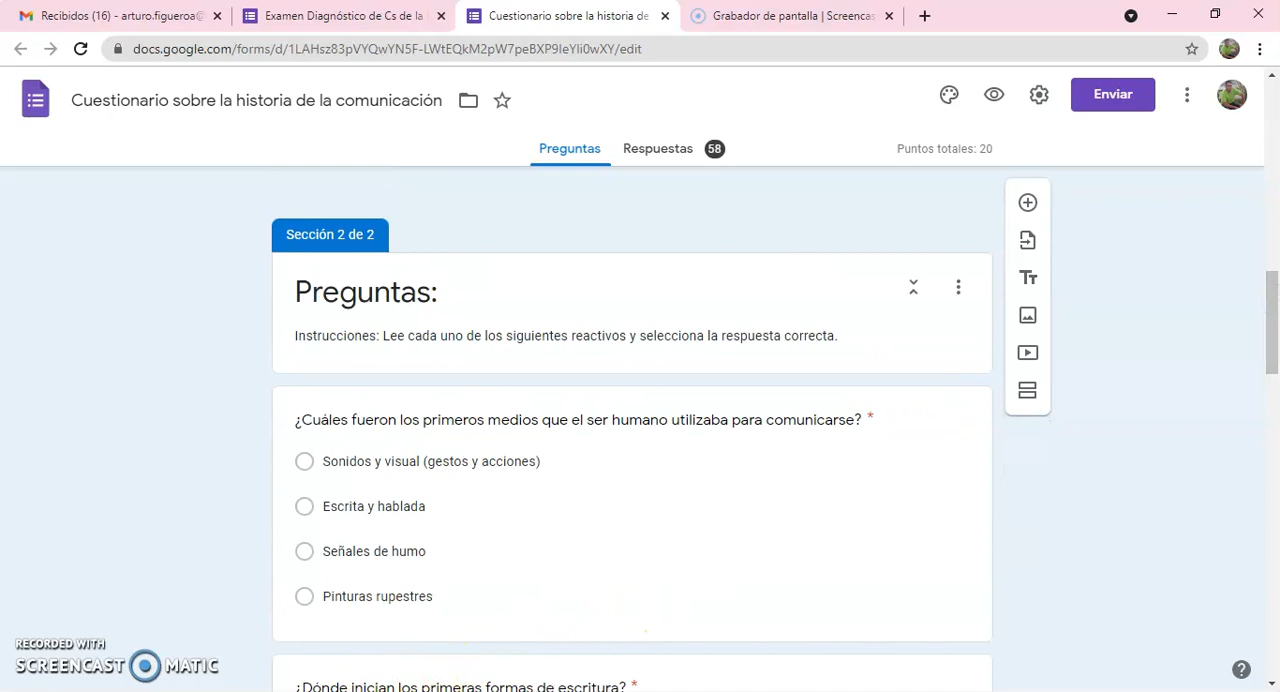 Recibidos (16) - arturo.figueroa@
Examen Diagnóstico de Cs de la
Cuestionario sobre la historia de
Grabador de pantalla | Screencas
docs.google.com/forms/d/1LAHsz83pVYQwYN5F-LWtEQkM2pW7peBXP9IeYli0wXY/edit
Cuestionario sobre la historia de la comunicación
Enviar
Preguntas
Respuestas 58
Puntos totales: 20
Sección 2 de 2
Preguntas:
Instrucciones: Lee cada uno de los siguientes reactivos y selecciona la respuesta correcta.
¿Cuáles fueron los primeros medios que el ser humano utilizaba para comunicarse? *
Sonidos y visual (gestos y acciones)
Escrita y hablada
Señales de humo
Pinturas rupestres
¿Dónde inician los primeras formas de escritura? *
RECORDED WITH
SCREENCAST MATIC